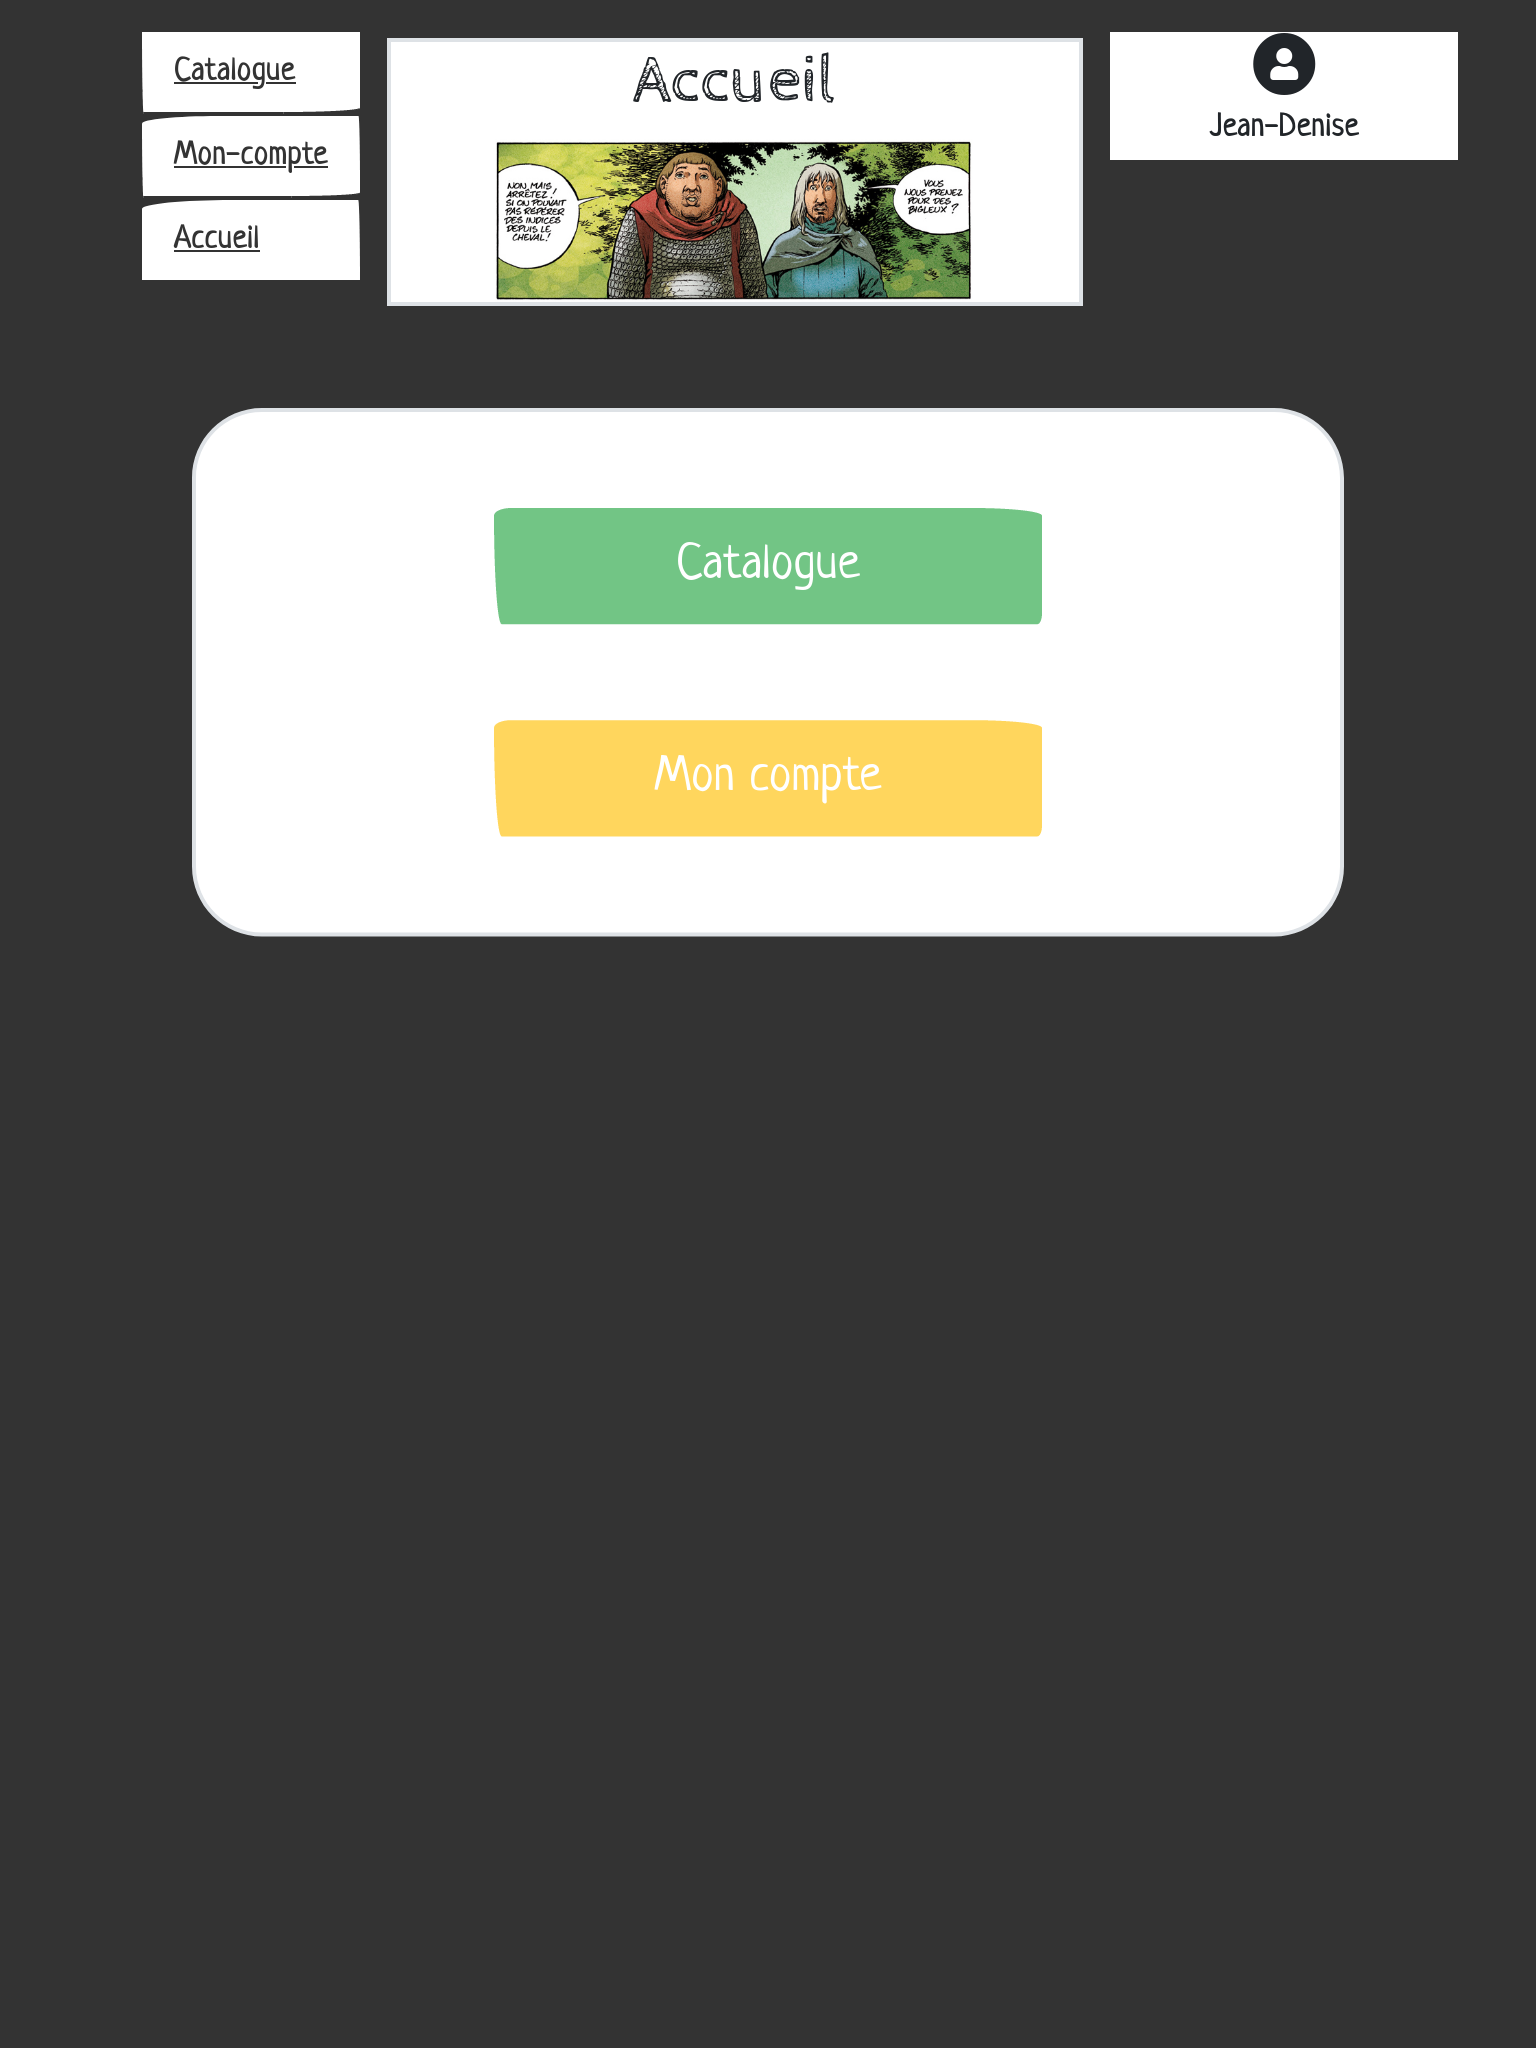 Catalogue
Mon-compte
Accueil
Accueil
NON, MAIS,
ARRÊTEZ !
SI ON POUVAIT
PAS REPÉRER
DES INDICES
DEPUIS LE
CHEVAL !
VOUS
NOUS PRENEZ
POUR DES
BIGLEUX ?
Jean-Denise
Catalogue
Mon compte